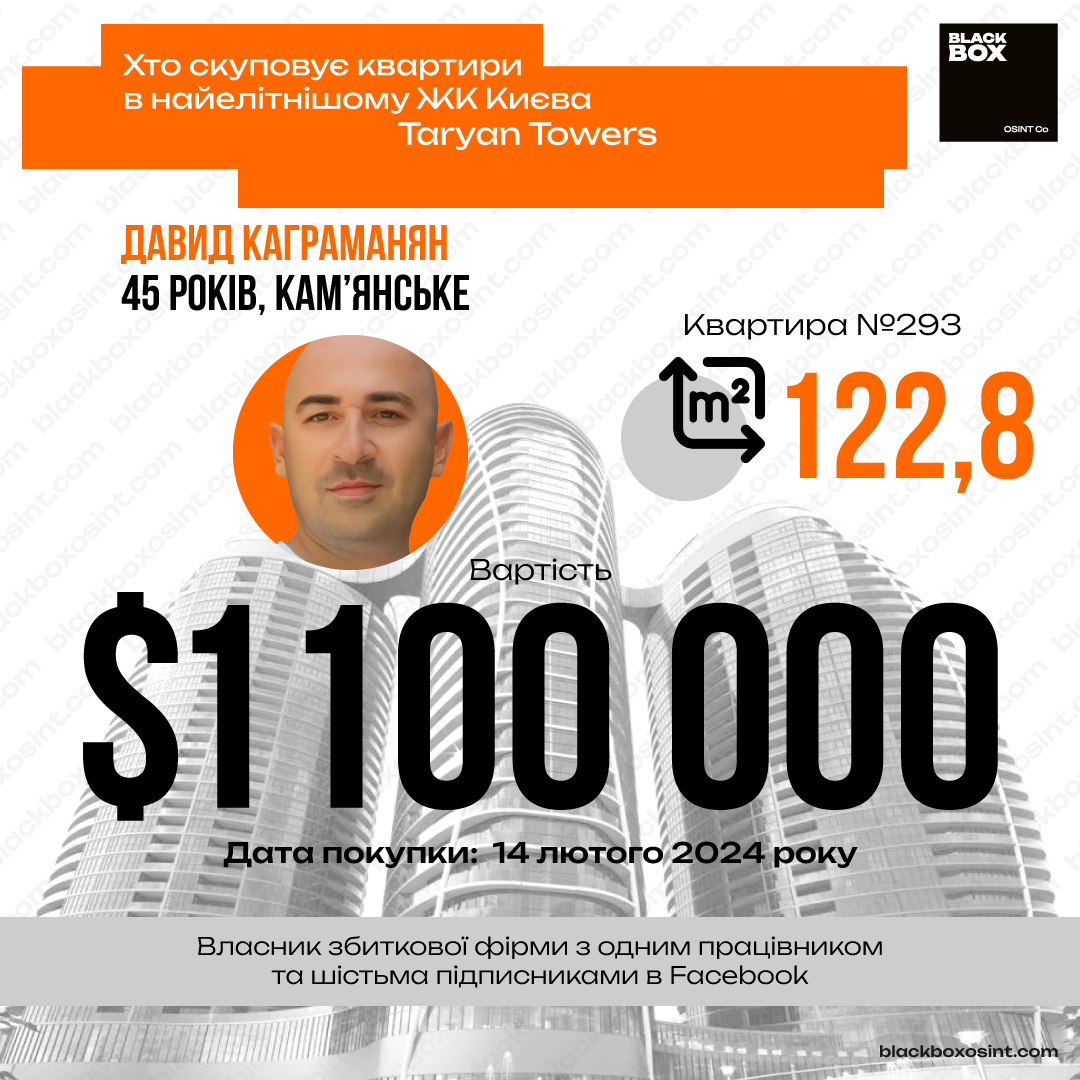 Хто скуповує квартири
в найелітнішому ЖК Києва
Taryan Towers
BLACK
BOX
OSINT Co
ДАВИД КАГРАМАНЯН
45 РОКІВ, КАМ’ЯНСЬКЕ
Квартира №293
m²
122,8
Вартість
$1 100 000
Дата покупки: 14 лютого 2024 року
Власник збиткової фірми з одним працівником
та шістьма підписниками в Facebook
blackboxosint.com